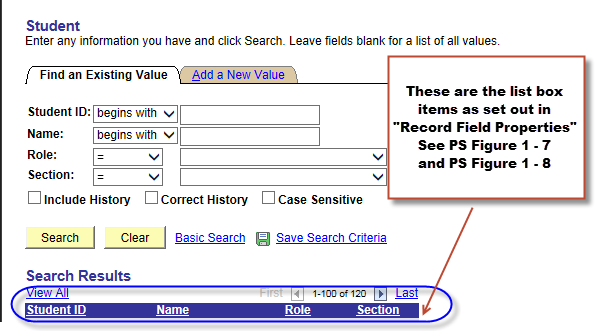 Student
Enter any information you have and click Search. Leave fields blank for a list of all values.
Find an Existing Value
Add a New Value
Student ID: begins with
Name: begins with
Role: =
Section: =
Include History Correct History Case Sensitive
Search Clear Basic Search Save Search Criteria
Search Results
View All First 1-100 of 120 Last
Student ID Name Role Section
These are the list box
items as set out in
"Record Field Properties"
See PS Figure 1 - 7
and PS Figure 1 - 8